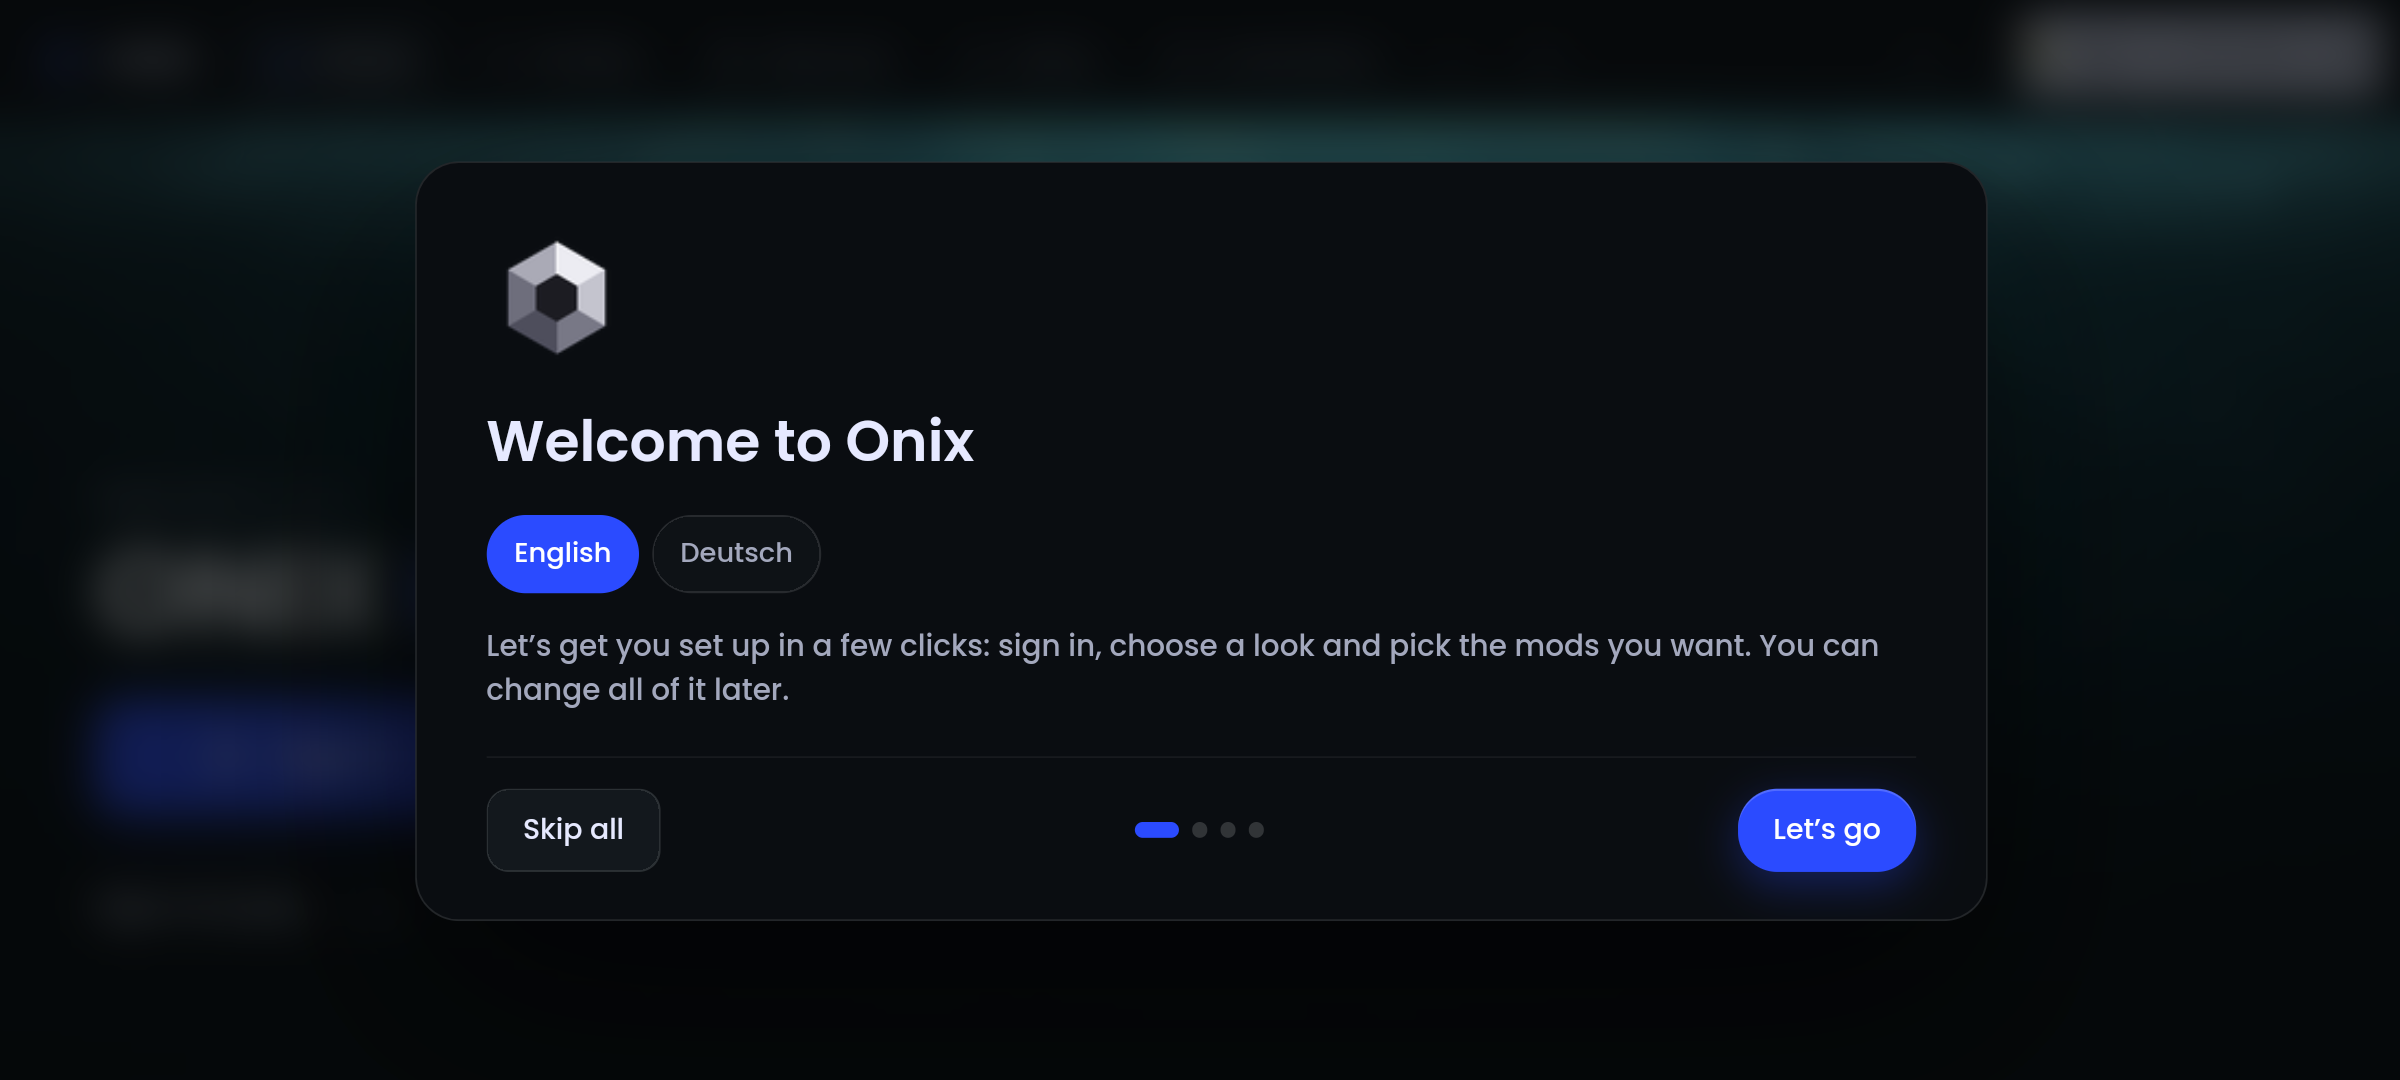 Welcome to Onix
English
Deutsch
Let’s get you set up in a few clicks: sign in, choose a look and pick the mods you want. You can
change all of it later.
Skip all
Let’s go